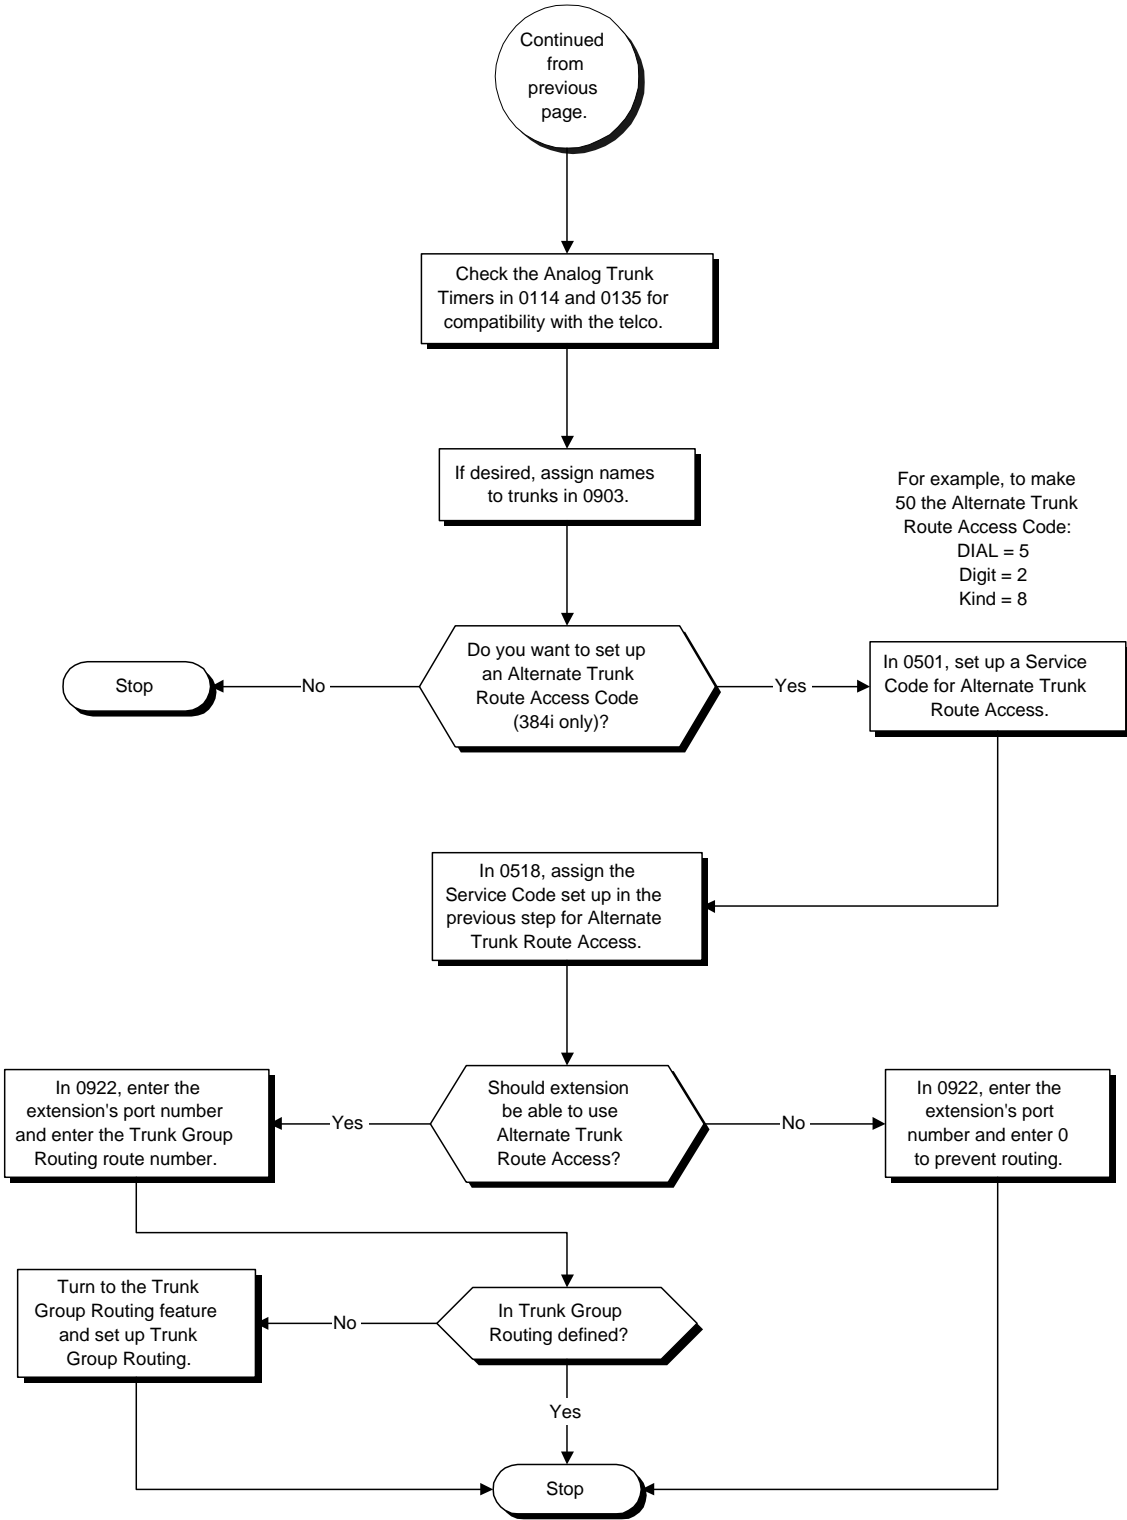 Continued
from
previous
page.
Check the Analog Trunk
Timers in 0114 and 0135 for
compatibility with the telco.
If desired, assign names
to trunks in 0903.
For example, to make
50 the Alternate Trunk
Route Access Code:
DIAL = 5
Digit = 2
Kind = 8
Do you want to set up
an Alternate Trunk
Route Access Code
(384i only)?
No
Stop
Yes
In 0501, set up a Service
Code for Alternate Trunk
Route Access.
In 0518, assign the
Service Code set up in the
previous step for Alternate
Trunk Route Access.
Should extension
be able to use
Alternate Trunk
Route Access?
Yes
In 0922, enter the
extension's port number
and enter the Trunk Group
Routing route number.
No
In 0922, enter the
extension's port
number and enter 0
to prevent routing.
In Trunk Group
Routing defined?
No
Turn to the Trunk
Group Routing feature
and set up Trunk
Group Routing.
Yes
Stop